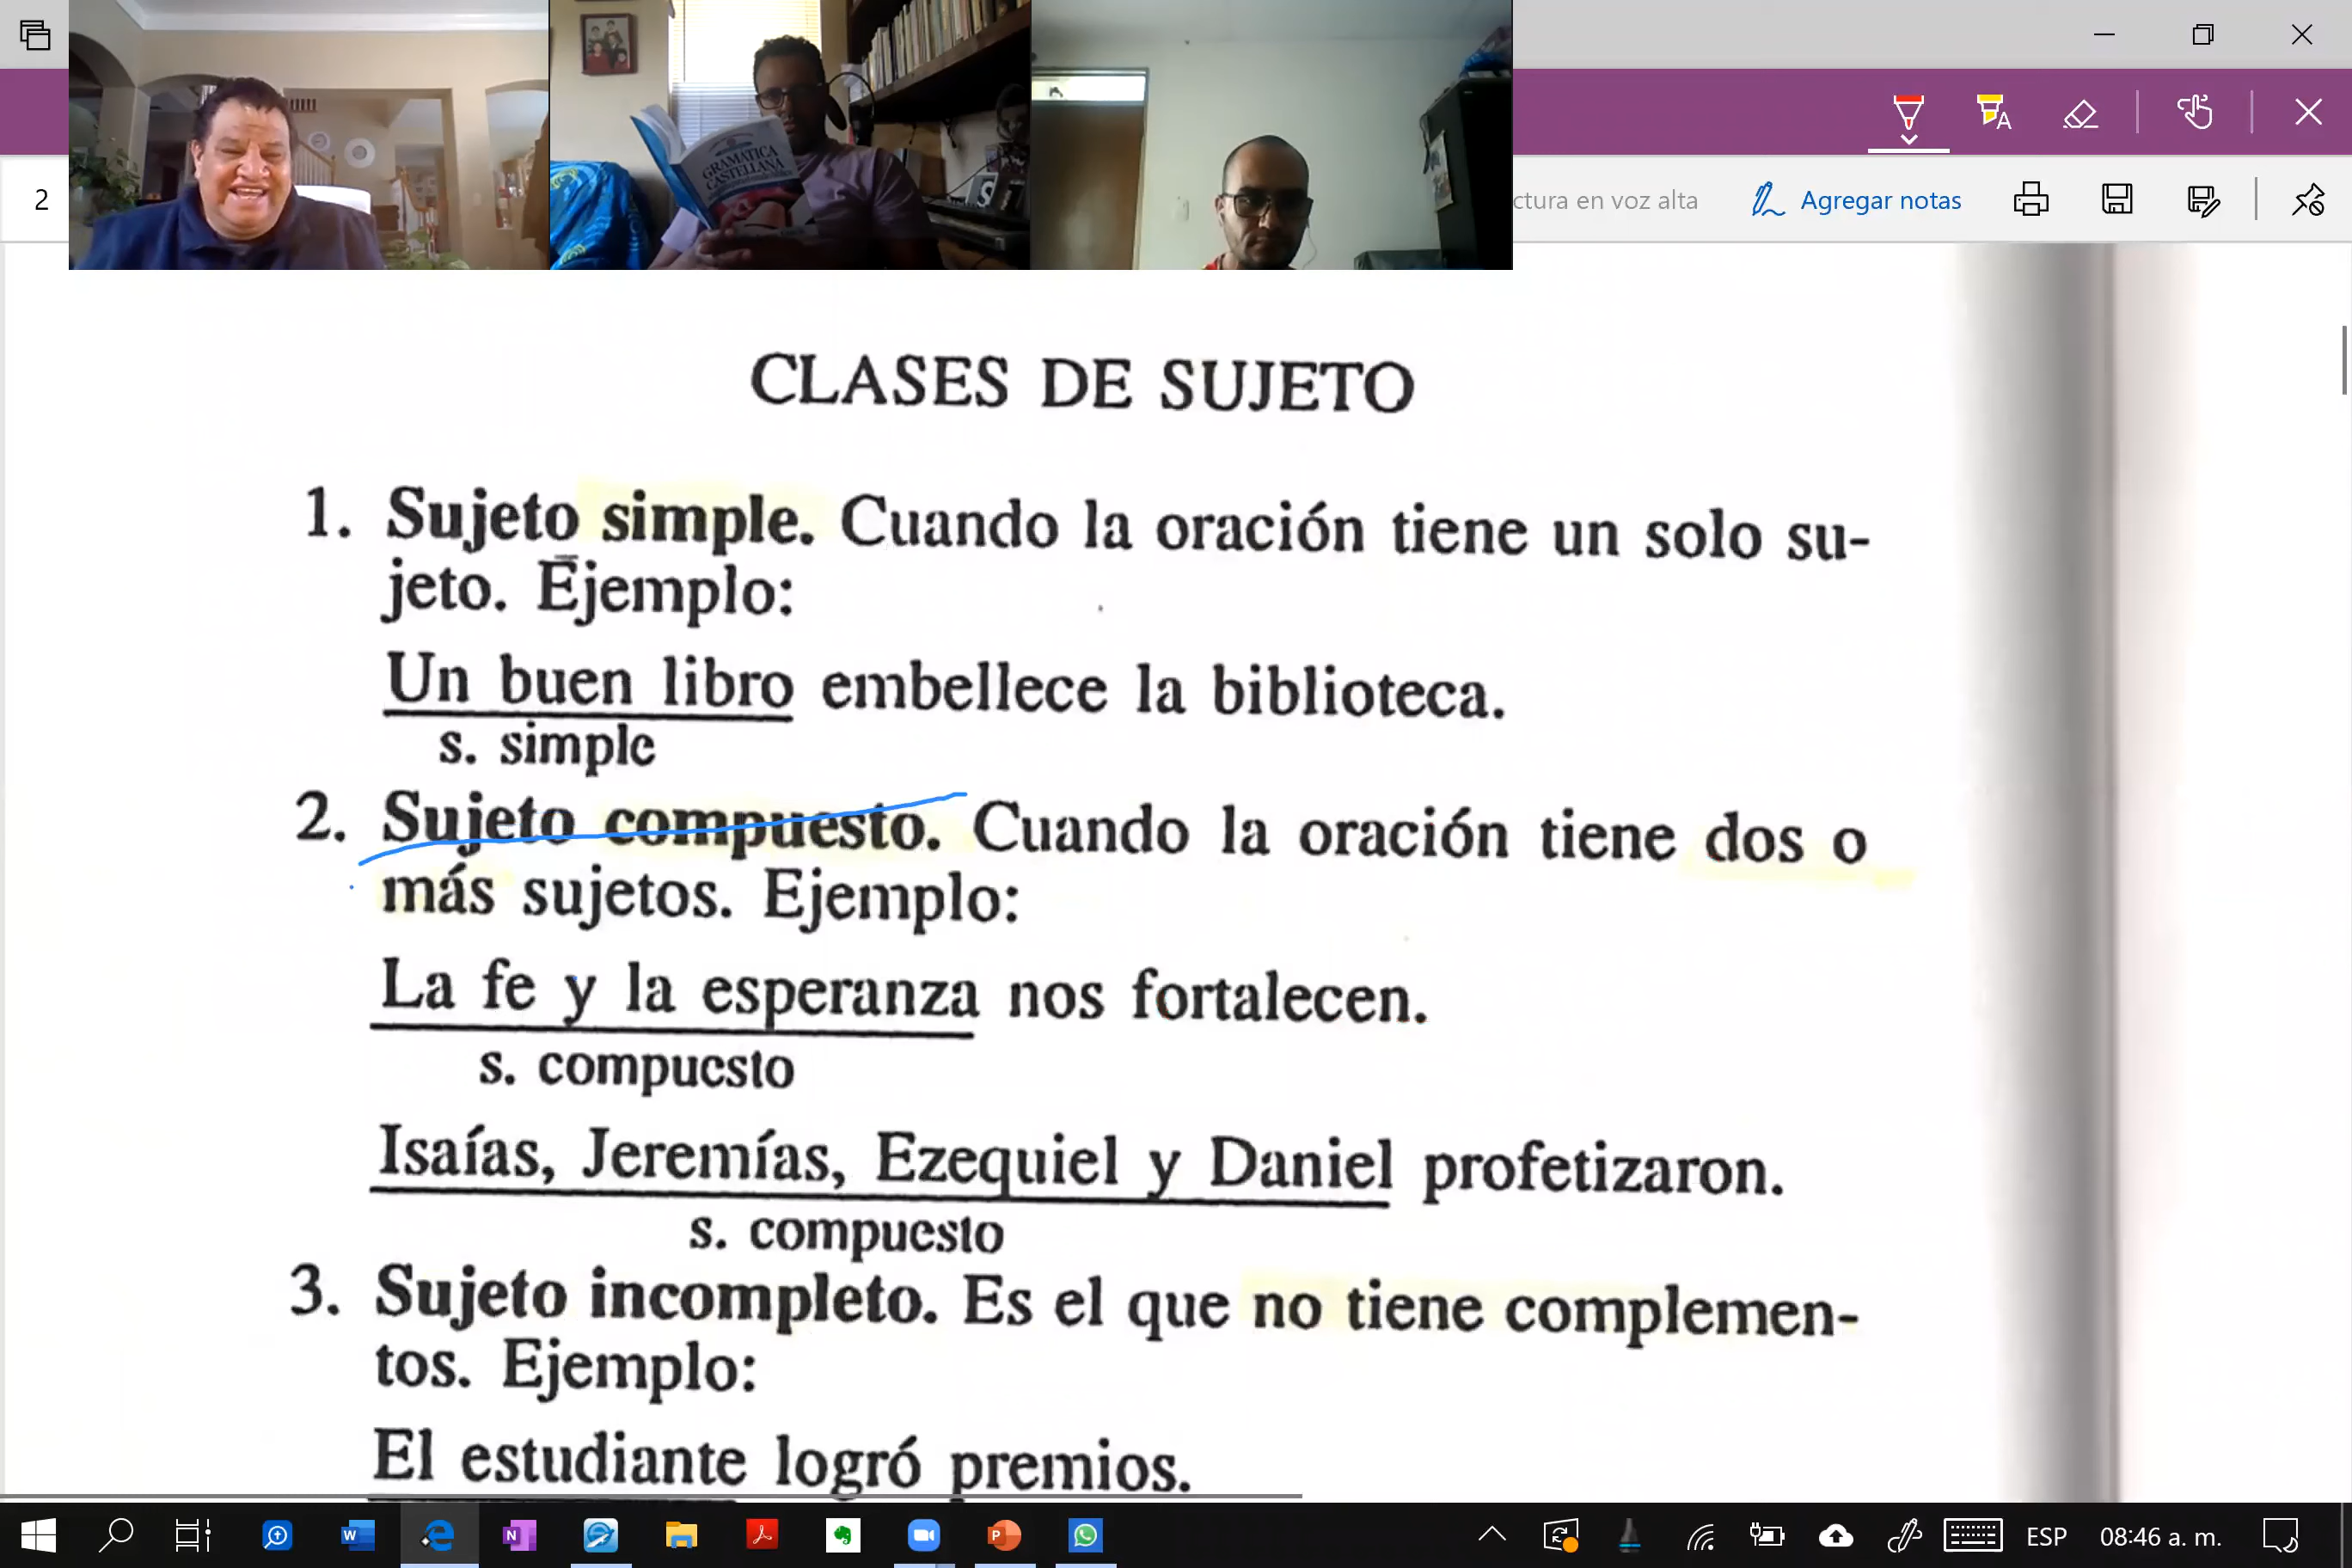 GRAMATICA
CASTELLANA
2
ctura en voz alta
Agregar notas
CLASES DE SUJETO
1. Sujeto simple. Cuando la oración tiene un solo su-
jeto. Ejemplo:
Un buen libro embellece la biblioteca.
s. simple
2. Sujeto compuesto. Cuando la oración tiene dos o
más sujetos. Ejemplo:
La fe y la esperanza nos fortalecen.
s. compuesto
Isaías, Jeremías, Ezequiel y Daniel profetizaron.
s. compuesto
3. Sujeto incompleto. Es el que no tiene complemen-
tos. Ejemplo:
El estudiante logró premios.
ESP
08:46 a. m.